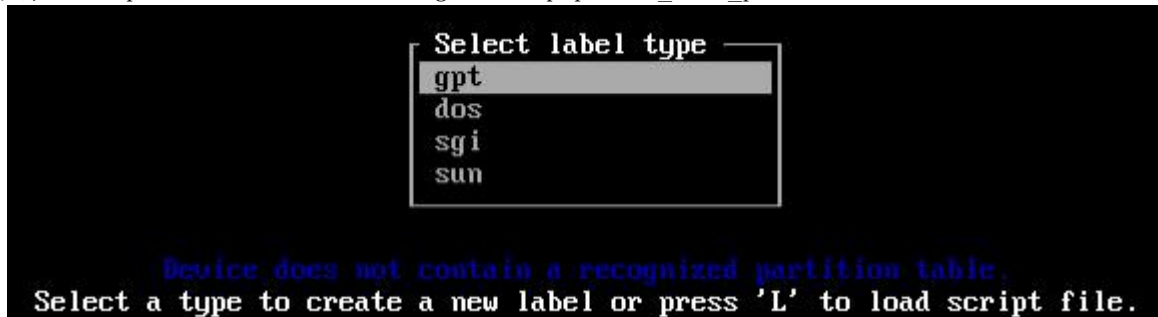 Select label type
gpt
dos
sgi
sun
Device does not contain a recognized partition table.
Select a type to create a new label or press 'L' to load script file.